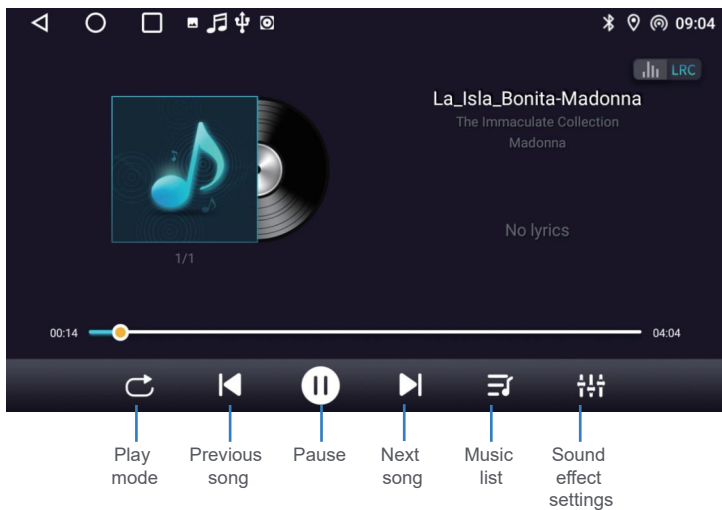 09:04
LRC
La_Isla_Bonita-Madonna
The Immaculate Collection
Madonna
No lyrics
1/1
00:14
04:04
Play
mode
Previous
song
Pause
Next
song
Music
list
Sound
effect
settings